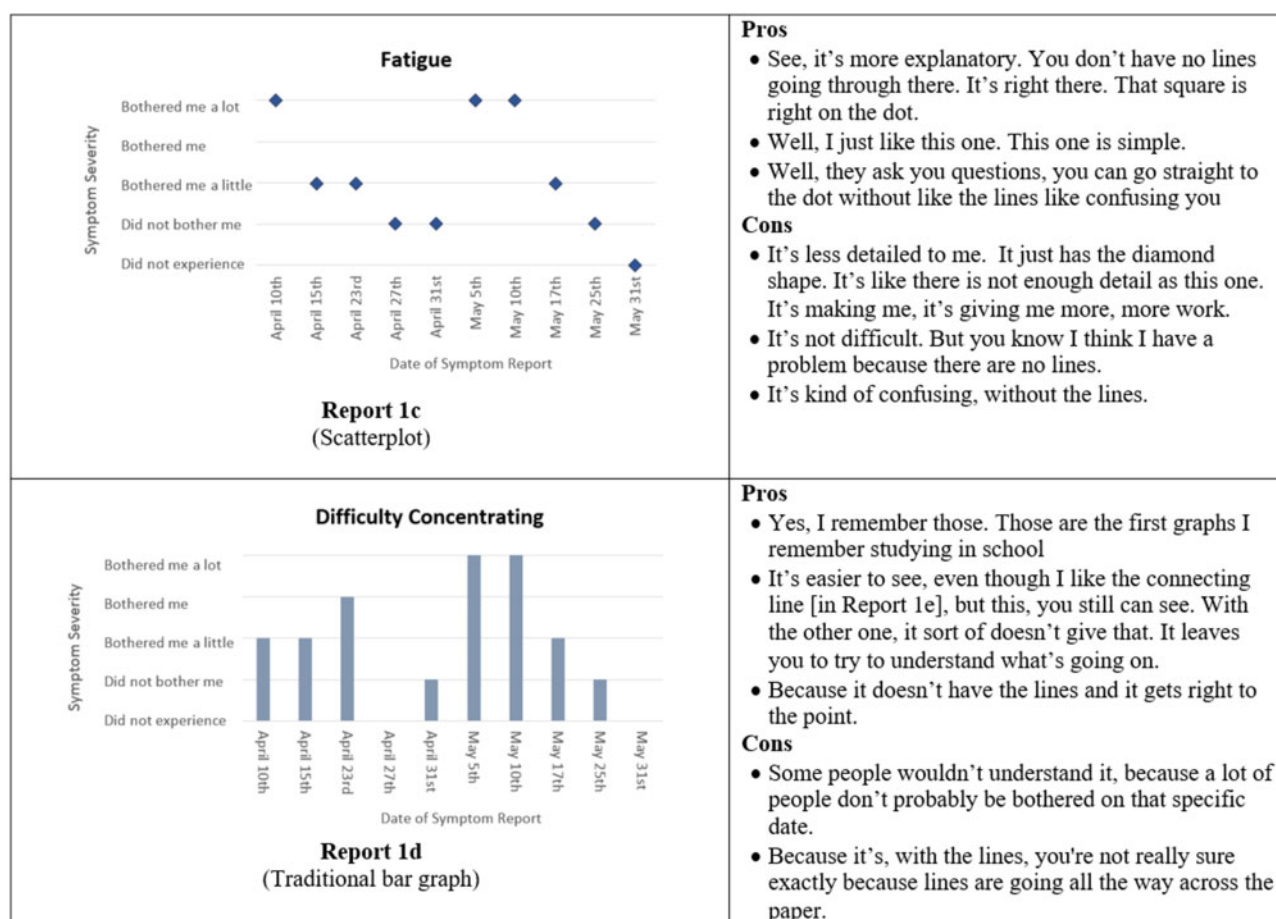 Fatigue
Symptom Severity
Bothered me a lot
Bothered me
Bothered me a little
Did not bother me
Did not experience
April 10th
April 15th
April 23rd
April 27th
April 31st
May 5th
May 10th
May 17th
May 25th
May 31st
Date of Symptom Report
Report 1c
(Scatterplot)
Pros
• See, it's more explanatory. You don't have no lines
going through there. It's right there. That square is
right on the dot.
• Well, I just like this one. This one is simple.
• Well, they ask you questions, you can go straight to
the dot without like the lines like confusing you
Cons
• It's less detailed to me.  It just has the diamond
shape. It's like there is not enough detail as this one.
It's making me, it's giving me more, more work.
• It's not difficult. But you know I think I have a
problem because there are no lines.
• It's kind of confusing, without the lines.
Difficulty Concentrating
Symptom Severity
Bothered me a lot
Bothered me
Bothered me a little
Did not bother me
Did not experience
April 10th
April 15th
April 23rd
April 27th
April 31st
May 5th
May 10th
May 17th
May 25th
May 31st
Date of Symptom Report
Report 1d
(Traditional bar graph)
Pros
• Yes, I remember those. Those are the first graphs I
remember studying in school
• It's easier to see, even though I like the connecting
line [in Report 1e], but this, you still can see. With
the other one, it sort of doesn't give that. It leaves
you to try to understand what's going on.
• Because it doesn't have the lines and it gets right to
the point.
Cons
• Some people wouldn't understand it, because a lot of
people don't probably be bothered on that specific
date.
• Because it's, with the lines, you're not really sure
exactly because lines are going all the way across the
paper.